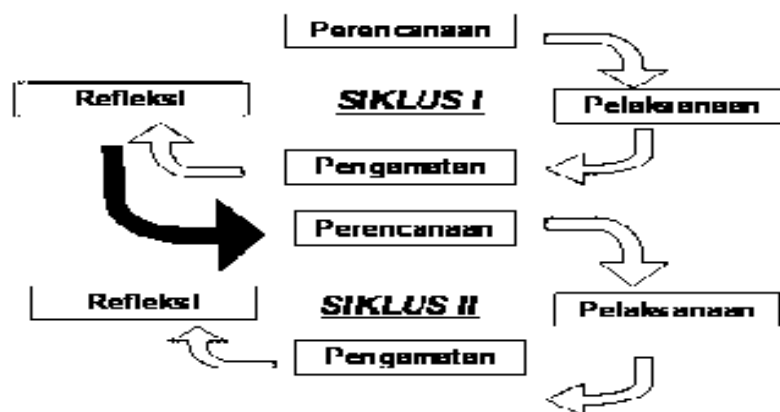 Perencanaan
Refleksi
SIKLUS I
Pelaksanaan
Pengamatan
Perencanaan
Refleksi
SIKLUS II
Pelaksanaan
Pengamatan